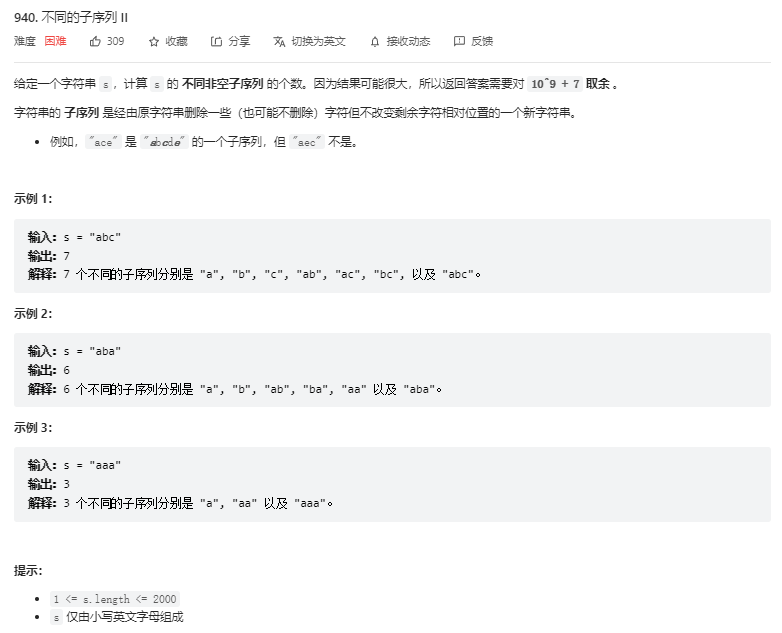 940. 不同的子序列 II
难度 困难 309 收藏 分享 切换为英文 接收动态 反馈
给定一个字符串 s，计算 s 的 不同非空子序列 的个数。因为结果可能很大，所以返回答案需要对 10^9 + 7 取余 。
字符串的 子序列 是经由原字符串删除一些（也可能不删除）字符但不改变剩余字符相对位置的一个新字符串。
• 例如，"ace" 是 "abcde" 的一个子序列，但 "aec" 不是。
示例 1：
输入：s = "abc"
输出：7
解释：7 个不同的子序列分别是 "a", "b", "c", "ab", "ac", "bc", 以及 "abc"。
示例 2：
输入：s = "aba"
输出：6
解释：6 个不同的子序列分别是 "a", "b", "ab", "ba", "aa" 以及 "aba"。
示例 3：
输入：s = "aaa"
输出：3
解释：3 个不同的子序列分别是 "a", "aa" 以及 "aaa"。
提示：
• 1 <= s.length <= 2000
• s 仅由小写英文字母组成